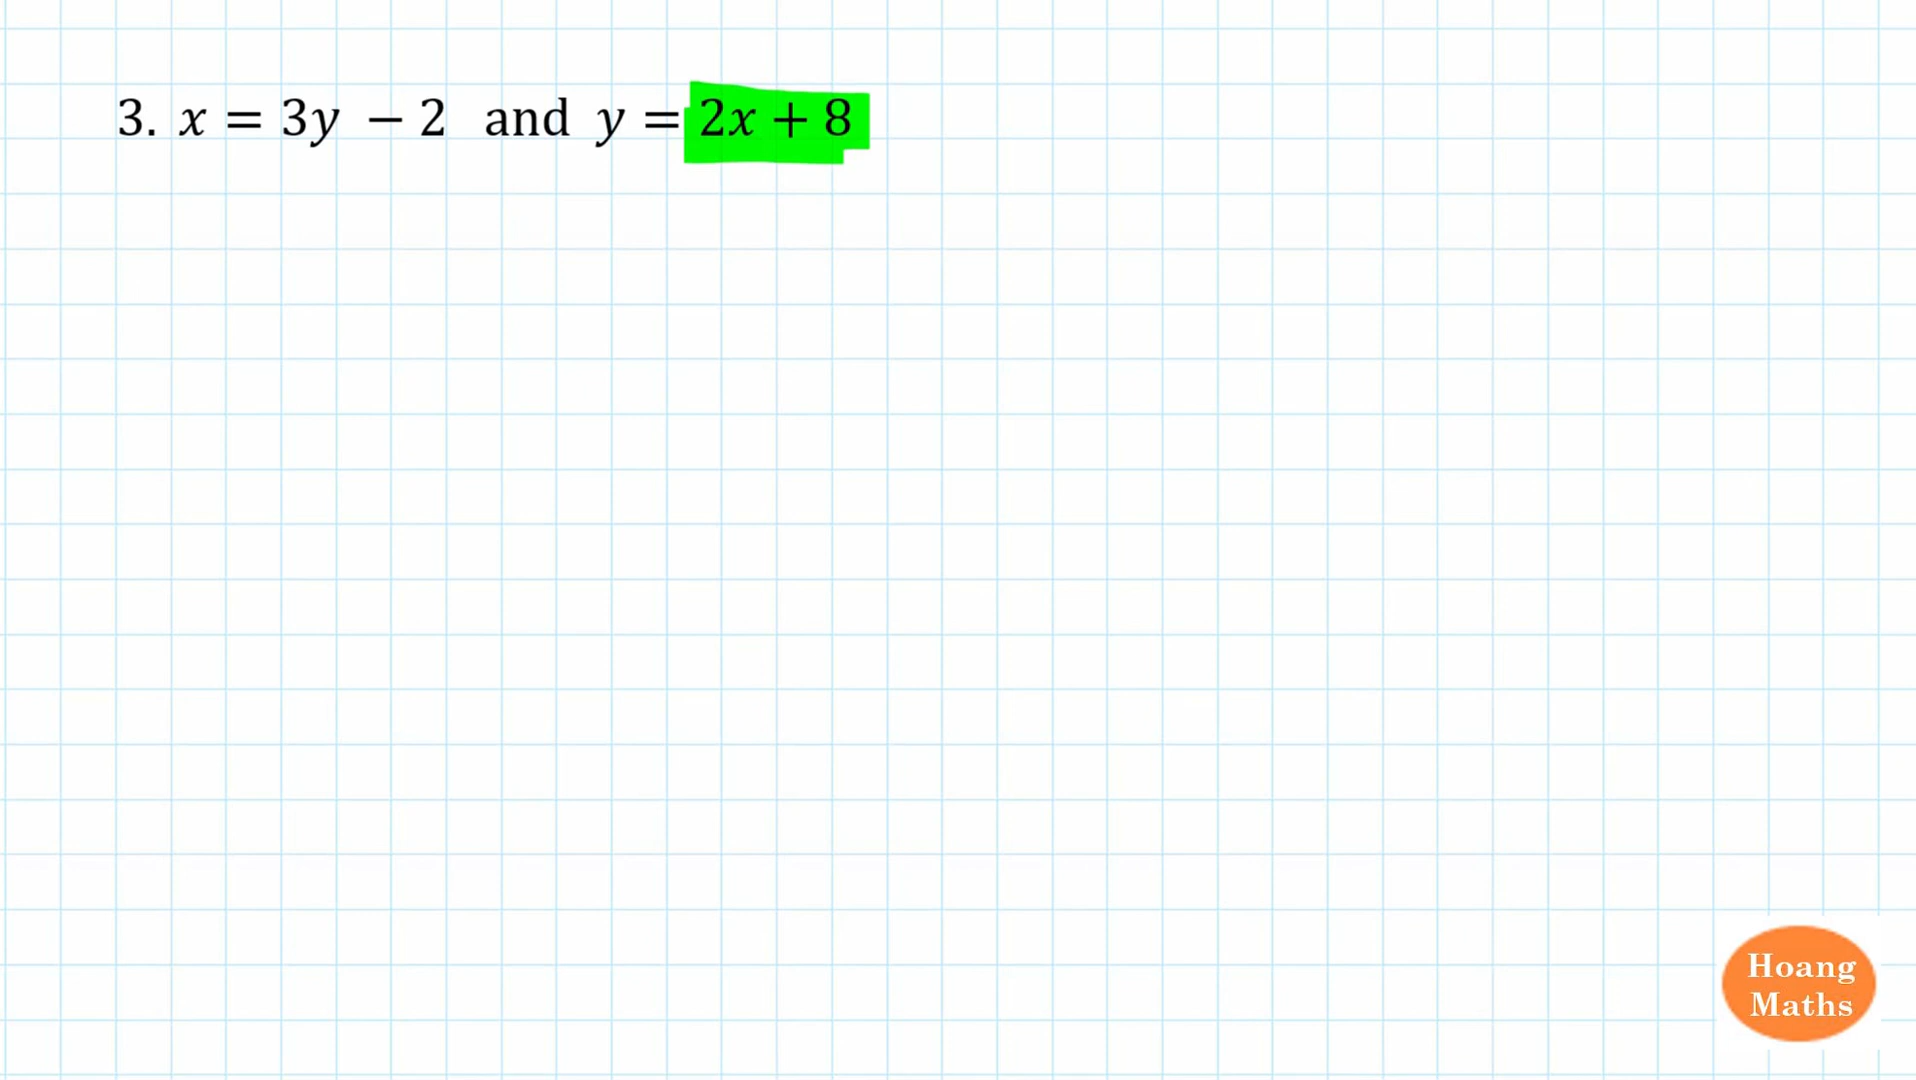 3. x = 3y − 2 and y = 2x + 8
Hoang
Maths